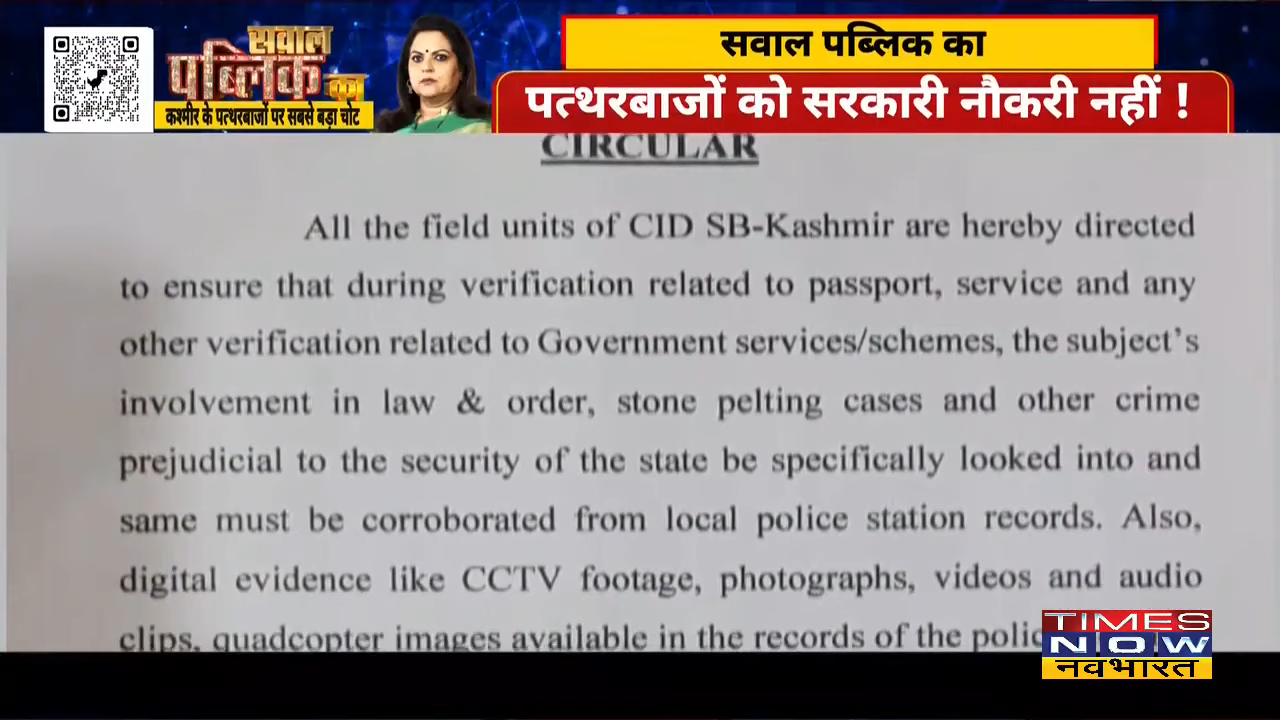 सवाल पब्लिक का
कश्मीर के पत्थरबाजों पर सबसे बड़ा चोट
सवाल पब्लिक का
पत्थरबाजों को सरकारी नौकरी नहीं !
CIRCULAR
All the field units of CID SB-Kashmir are hereby directed
to ensure that during verification related to passport, service and any
other verification related to Government services/schemes, the subject's
involvement in law & order, stone pelting cases and other crime
prejudicial to the security of the state be specifically looked into and
same must be corroborated from local police station records. Also,
digital evidence like CCTV footage, photographs, videos and audio
clips, quadcopter images available in the records of the polic
TIMES
NOW
नवभारत